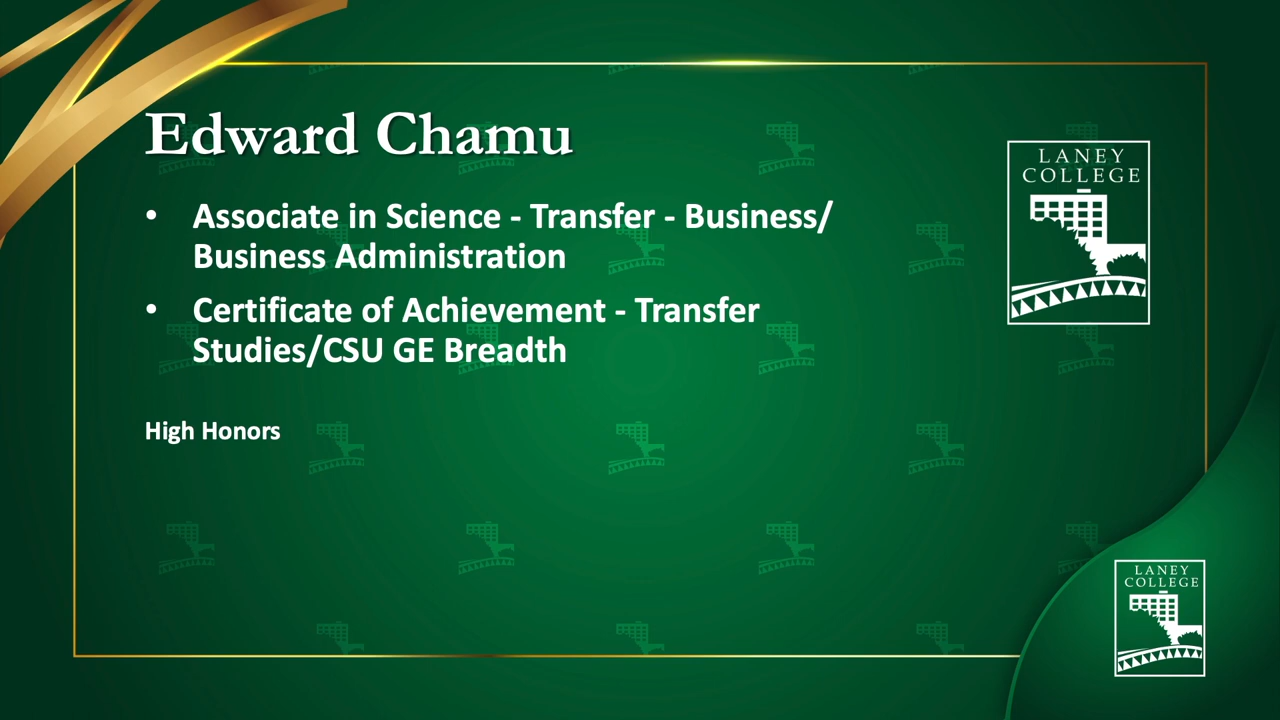 Edward Chamu
LANEY
COLLEGE
• Associate in Science - Transfer - Business/
Business Administration
• Certificate of Achievement - Transfer
Studies/CSU GE Breadth
High Honors
LANEY
COLLEGE